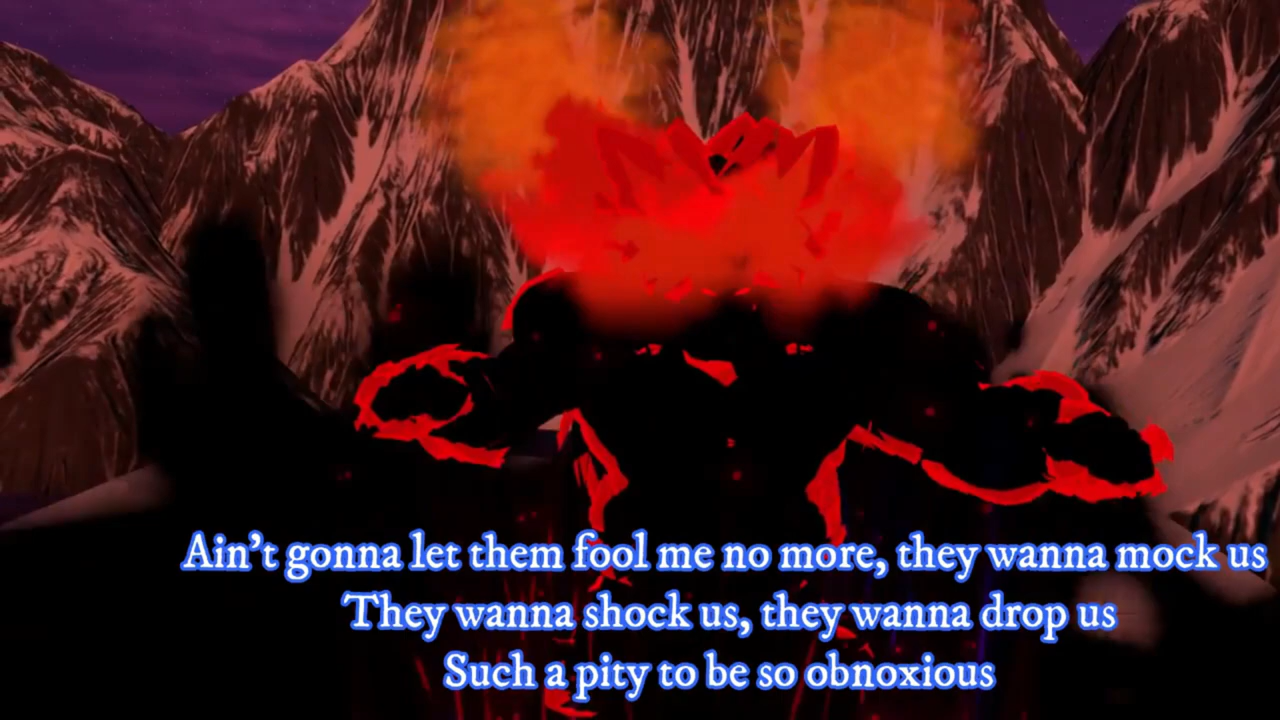 Ain't gonna let them fool me no more, they wanna mock us
They wanna shock us, they wanna drop us
Such a pity to be so obnoxious